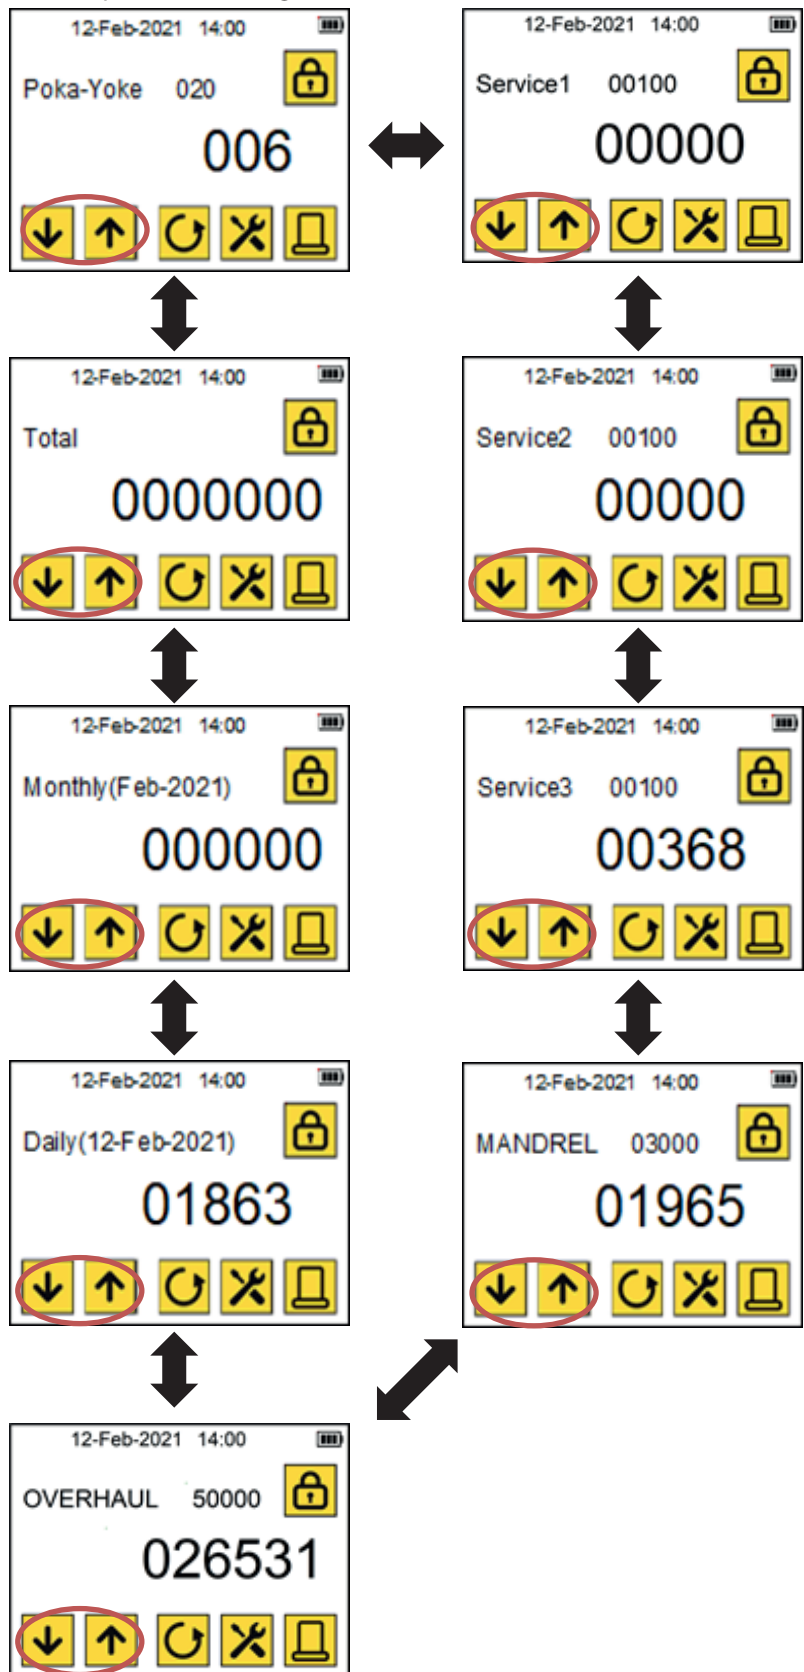 12-Feb-2021 14:00
Poka-Yoke 020
006
12-Feb-2021 14:00
Service1 00100
00000
12-Feb-2021 14:00
Total
0000000
12-Feb-2021 14:00
Service2 00100
00000
12-Feb-2021 14:00
Monthly(Feb-2021)
000000
12-Feb-2021 14:00
Service3 00100
00368
12-Feb-2021 14:00
Daily(12-Feb-2021)
01863
12-Feb-2021 14:00
MANDREL 03000
01965
12-Feb-2021 14:00
OVERHAUL 50000
026531